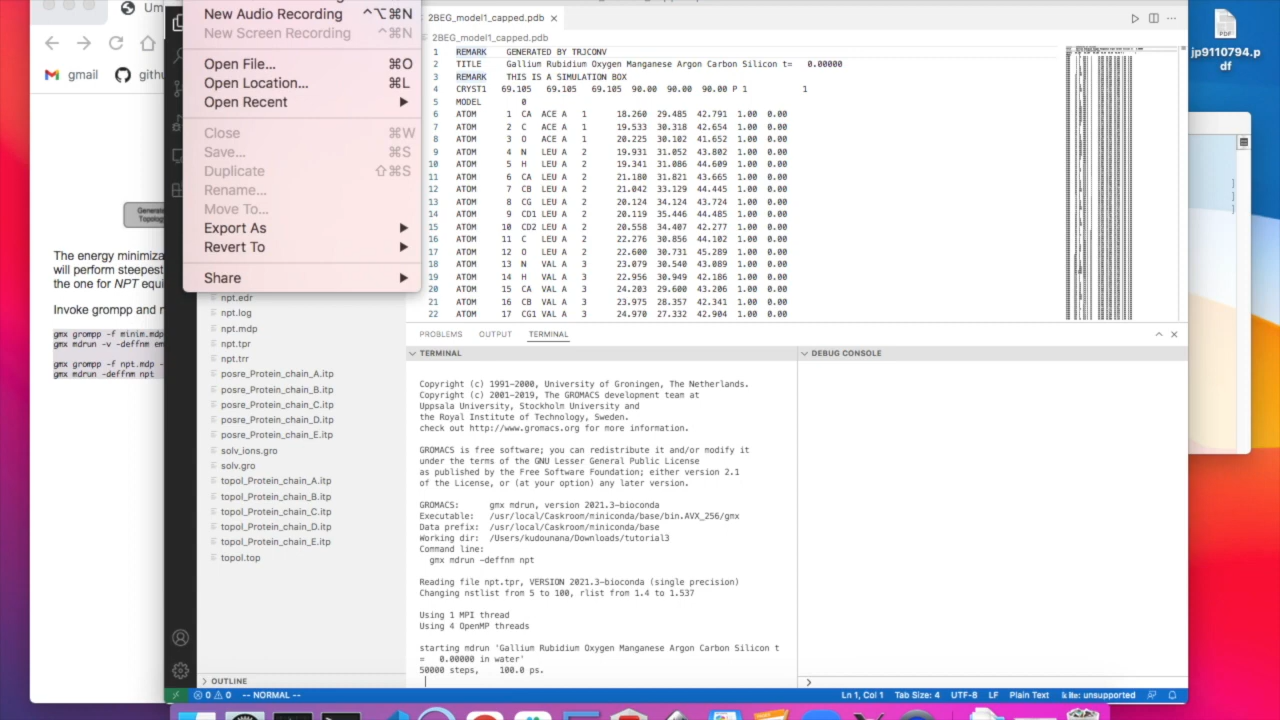 Um
gmail
githu
New Audio Recording ^⌥⌘N
New Screen Recording ^⌘N
Open File... ⌘O
Open Location... ⌘L
Open Recent
Close ⌘W
Save... ⌘S
Duplicate ⇧⌘S
Rename...
Move To...
Export As
Revert To
Share
Genera
Topolog
The energy minimiza
will perform steepest
the one for NPT equi
Invoke grompp and m
gmx grompp -f minim.mdp
gmx mdrun -v -deffnm em
gmx grompp -f npt.mdp -
gmx mdrun -deffnm npt
npt.edr
npt.log
npt.mdp
npt.tpr
npt.trr
posre_Protein_chain_A.itp
posre_Protein_chain_B.itp
posre_Protein_chain_C.itp
posre_Protein_chain_D.itp
posre_Protein_chain_E.itp
solv_ions.gro
solv.gro
topol_Protein_chain_A.itp
topol_Protein_chain_B.itp
topol_Protein_chain_C.itp
topol_Protein_chain_D.itp
topol_Protein_chain_E.itp
topol.top
OUTLINE
2BEG_model1_capped.pdb
2BEG_model1_capped.pdb
1 REMARK GENERATED BY TRJCONV
2 TITLE Gallium Rubidium Oxygen Manganese Argon Carbon Silicon t= 0.00000
3 REMARK THIS IS A SIMULATION BOX
4 CRYST1 69.105 69.105 69.105 90.00 90.00 90.00 P 1 1
5 MODEL 0
6 ATOM 1 CA ACE A 1 18.260 29.485 42.791 1.00 0.00
7 ATOM 2 C ACE A 1 19.533 30.318 42.654 1.00 0.00
8 ATOM 3 O ACE A 1 20.225 30.102 41.652 1.00 0.00
9 ATOM 4 N LEU A 2 19.931 31.052 43.802 1.00 0.00
10 ATOM 5 H LEU A 2 19.341 31.086 44.609 1.00 0.00
11 ATOM 6 CA LEU A 2 21.180 31.821 43.665 1.00 0.00
12 ATOM 7 CB LEU A 2 21.042 33.129 44.445 1.00 0.00
13 ATOM 8 CG LEU A 2 20.124 34.124 43.724 1.00 0.00
14 ATOM 9 CD1 LEU A 2 20.119 35.446 44.485 1.00 0.00
15 ATOM 10 CD2 LEU A 2 20.558 34.407 42.277 1.00 0.00
16 ATOM 11 C LEU A 2 22.276 30.856 44.102 1.00 0.00
17 ATOM 12 O LEU A 2 22.600 30.731 45.289 1.00 0.00
18 ATOM 13 N VAL A 3 23.079 30.540 43.089 1.00 0.00
19 ATOM 14 H VAL A 3 22.956 30.949 42.186 1.00 0.00
20 ATOM 15 CA VAL A 3 24.203 29.600 43.206 1.00 0.00
21 ATOM 16 CB VAL A 3 23.975 28.357 42.341 1.00 0.00
22 ATOM 17 CG1 VAL A 3 24.970 27.332 42.904 1.00 0.00
PROBLEMS OUTPUT TERMINAL
TERMINAL
DEBUG CONSOLE
Copyright (c) 1991-2000, University of Groningen, The Netherlands.
Copyright (c) 2001-2019, The GROMACS development team at
Uppsala University, Stockholm University and
the Royal Institute of Technology, Sweden.
check out http://www.gromacs.org for more information.
GROMACS is free software; you can redistribute it and/or modify it
under the terms of the GNU Lesser General Public License
as published by the Free Software Foundation; either version 2.1
of the License, or (at your option) any later version.
GROMACS: gmx mdrun, version 2021.3-bioconda
Executable: /usr/local/Caskroom/miniconda/base/bin.AVX_256/gmx
Data prefix: /usr/local/Caskroom/miniconda/base
Working dir: /Users/kudounana/Downloads/tutorial3
Command line:
gmx mdrun -deffnm npt
Reading file npt.tpr, VERSION 2021.3-bioconda (single precision)
Changing nstlist from 5 to 100, rlist from 1.4 to 1.537
Using 1 MPI thread
Using 4 OpenMP threads
starting mdrun 'Gallium Rubidium Oxygen Manganese Argon Carbon Silicon t
= 0.00000 in water'
50000 steps, 100.0 ps.
0 0 -- NORMAL -- Ln 1, Col 1 Tab Size: 4 UTF-8 LF Plain Text kite: unsupported
PDF
jp9110794.p
df